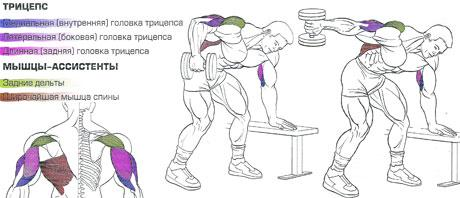 ТРИЦЕПС
Медиальная (внутренняя) головка трицепса
Латеральная (боковая) головка трицепса
Длинная (задняя) головка трицепса
МЫШЦЫ-АССИСТЕНТЫ
Задние дельты
Широчайшая мышца спины